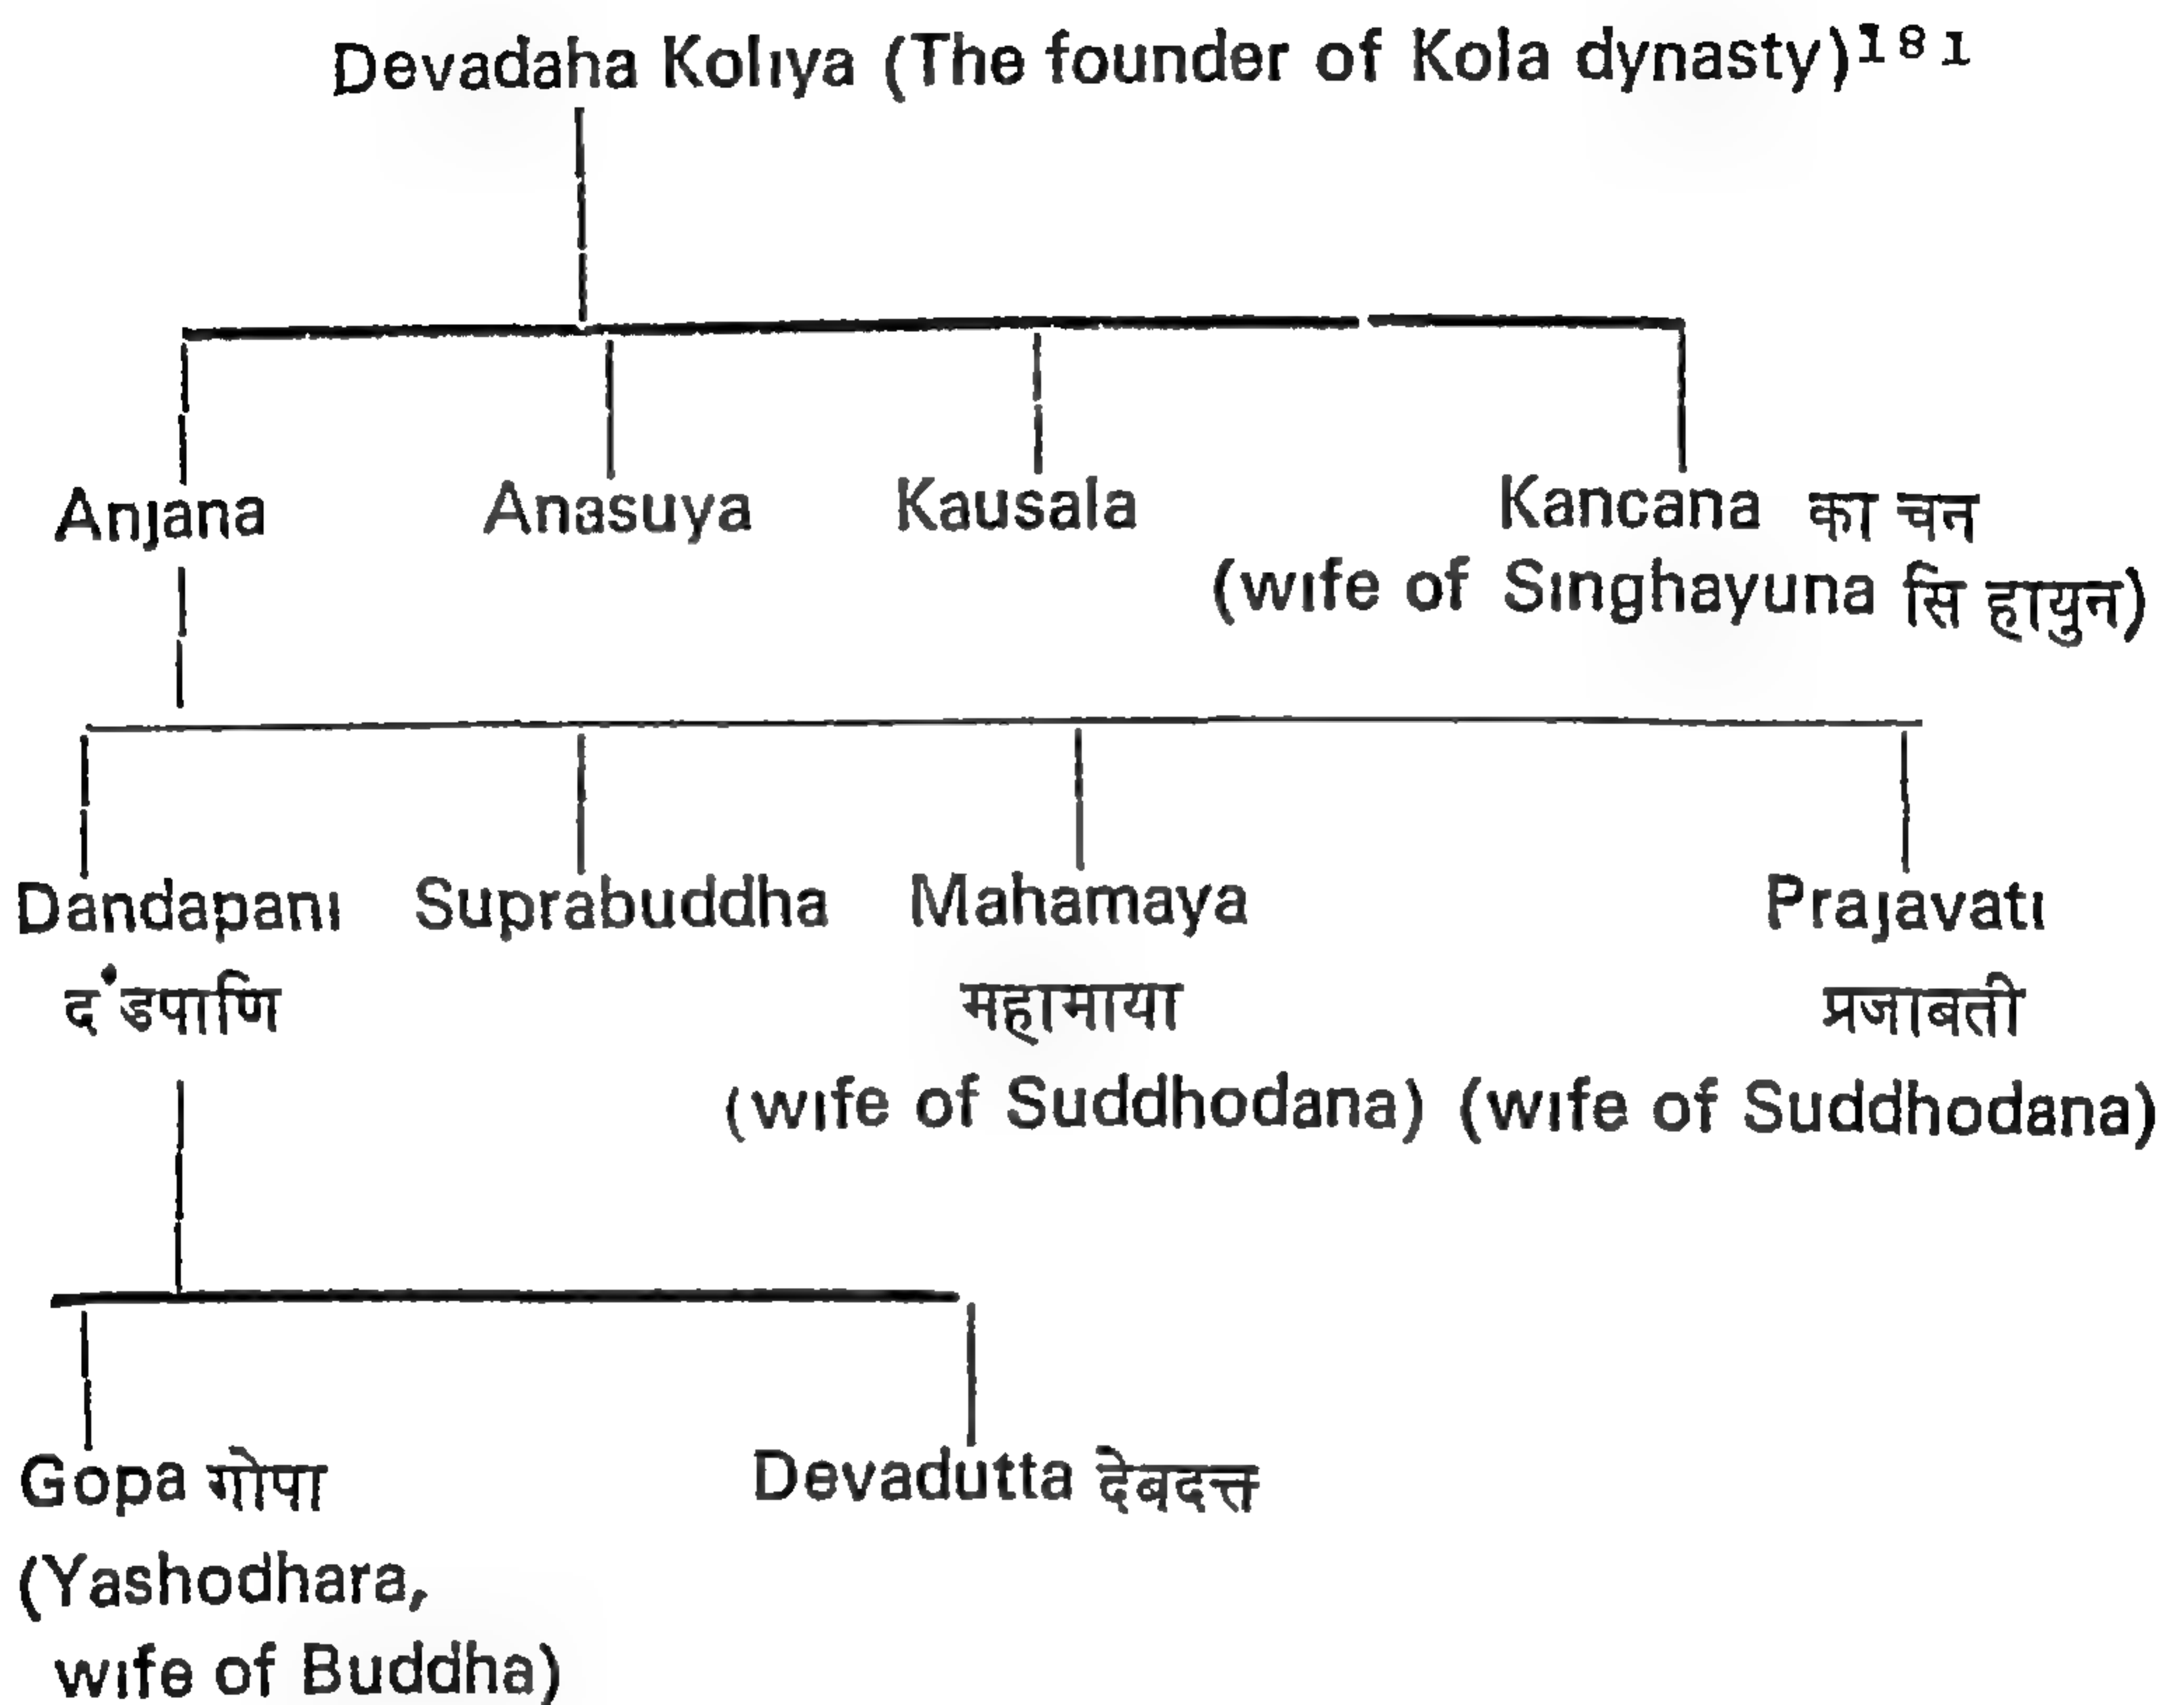 Devadaha Koliya (The founder of Kola dynasty)181
Anjana Anasuya Kausala Kancana का चन
(wife of Singhayuna सि हायुन)
Dandapani Suprabuddha Mahamaya Prajavati
दंडपाणि महामाया प्रजाबती
(wife of Suddhodana) (wife of Suddhodana)
Gopa गोपा Devadutta देबदत्त
(Yashodhara,
wife of Buddha)